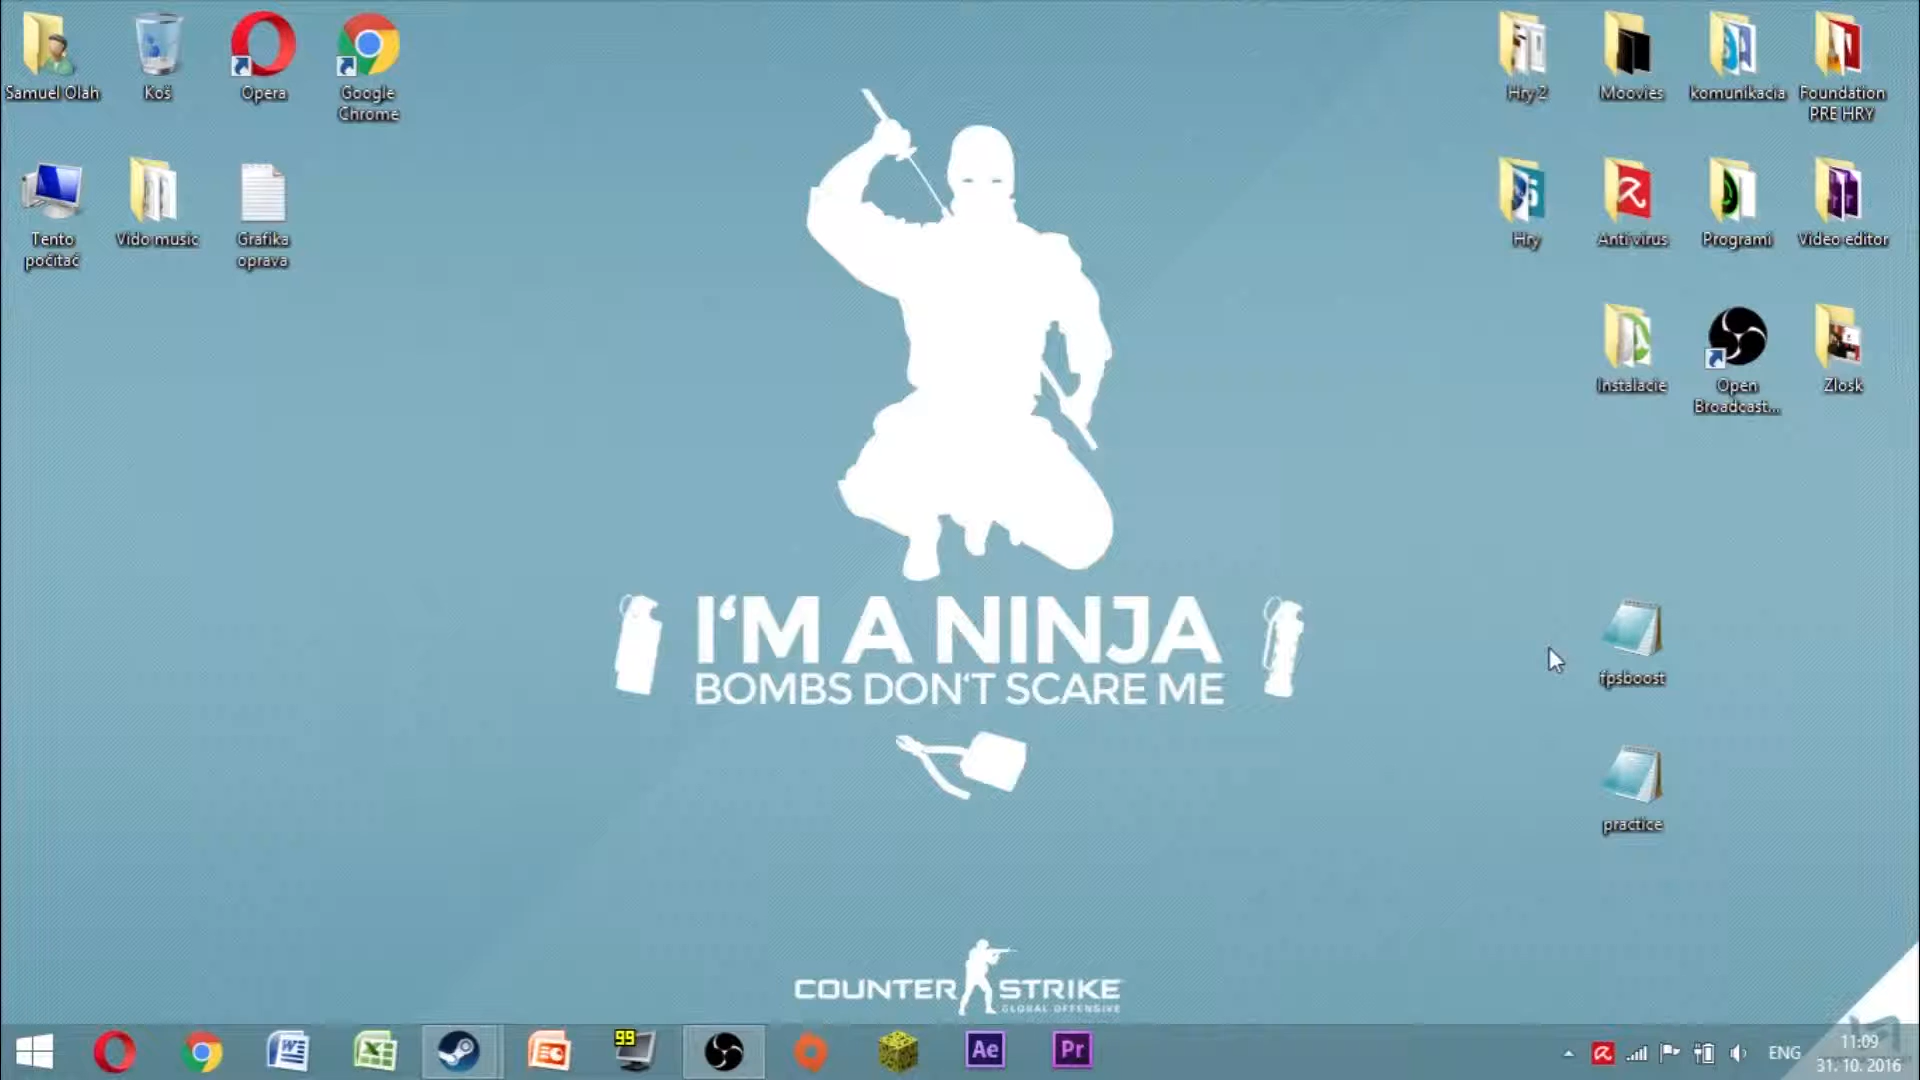 Samuel Olah
Koš
Opera
Google
Chrome
Hry 2
Moovies
komunikacia
Foundation
PRE HRY
Tento
počítač
Vido music
Grafika
oprava
Hry
Anti virus
Programi
Video editor
Instalacie
Open
Broadcast...
Zlosk
I'M A NINJA
BOMBS DON'T SCARE ME
fpsboost
practice
COUNTER STRIKE
GLOBAL OFFENSIVE
99
Ae
Pr
ENG
11:09
31. 10. 2016